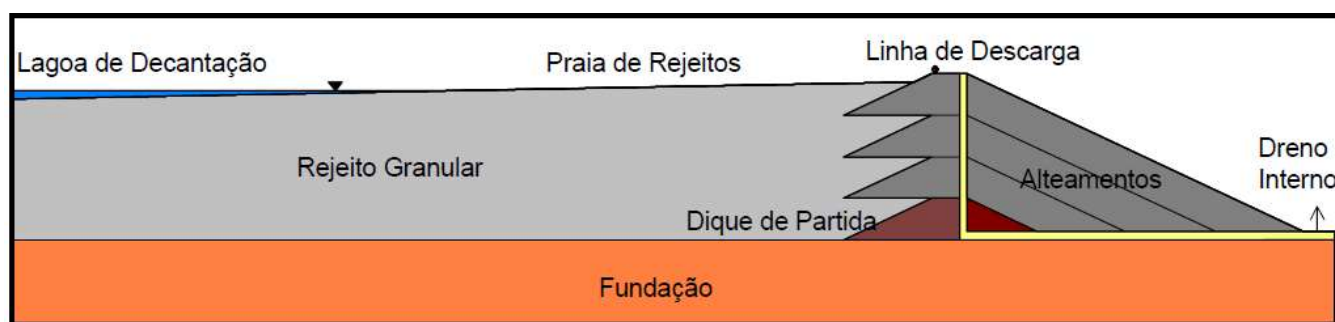 Lagoa de Decantação
Praia de Rejeitos
Linha de Descarga
Rejeito Granular
Alteamentos
Dreno
Interno
Dique de Partida
Fundação